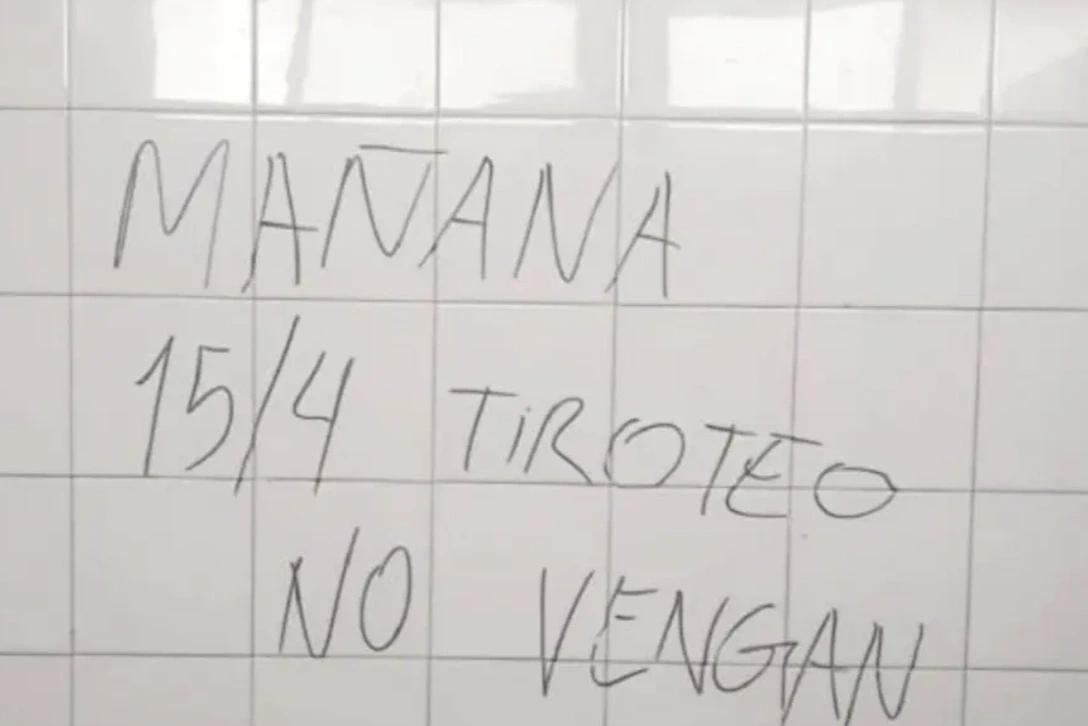 MAÑANA
15/4 TiROTEO
NO VENGAN